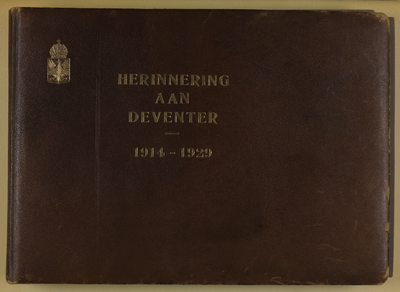 HERINNERING
AAN
DEVENTER
1914 - 1929